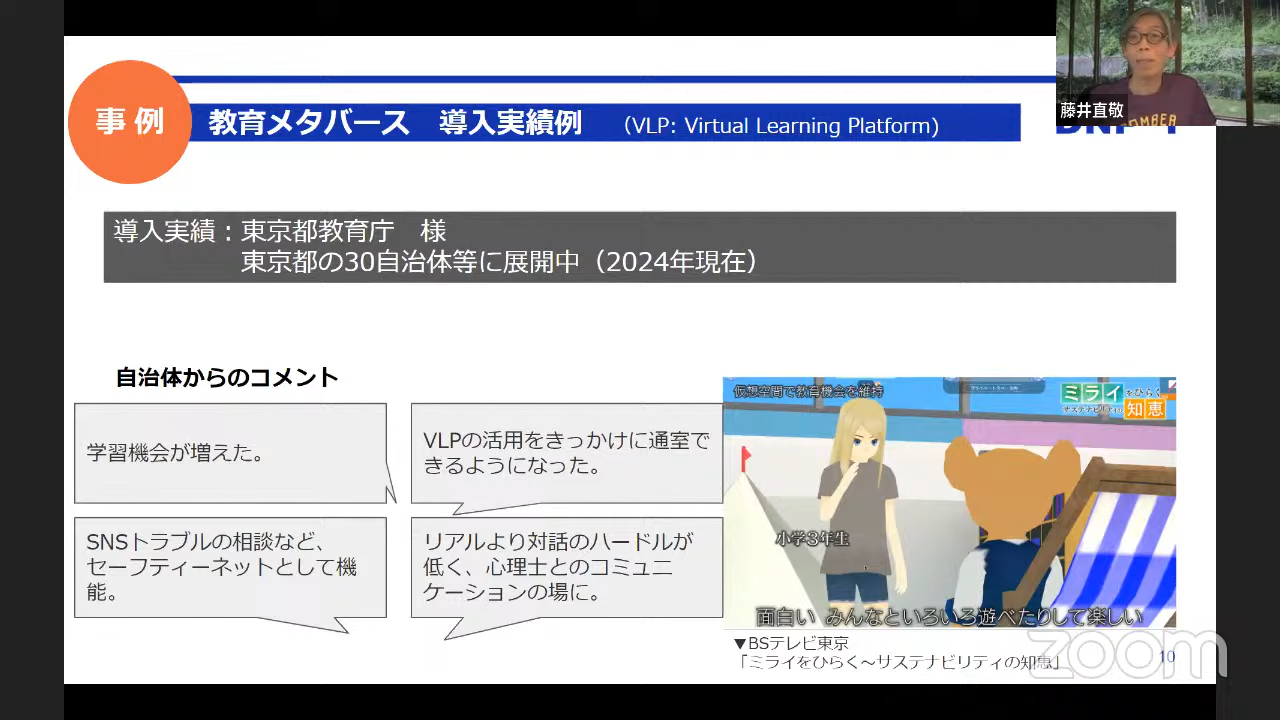 事例
教育メタバース 導入実績例 (VLP: Virtual Learning Platform)
藤井直敬
導入実績：東京都教育庁 様
東京都の30自治体等に展開中（2024年現在）
自治体からのコメント
学習機会が増えた。
VLPの活用をきっかけに通室で
きるようになった。
SNSトラブルの相談など、
セーフティーネットとして機
能。
リアルより対話のハードルが
低く、心理士とのコミュニ
ケーションの場に。
仮想空間で教育機会を維持
ミライをひらく
サステナビリティの知恵
小学3年生
面白い みんなといろいろ遊べたりして楽しい
▼BSテレビ東京
「ミライをひらく～サステナビリティの知恵」
zoom
10